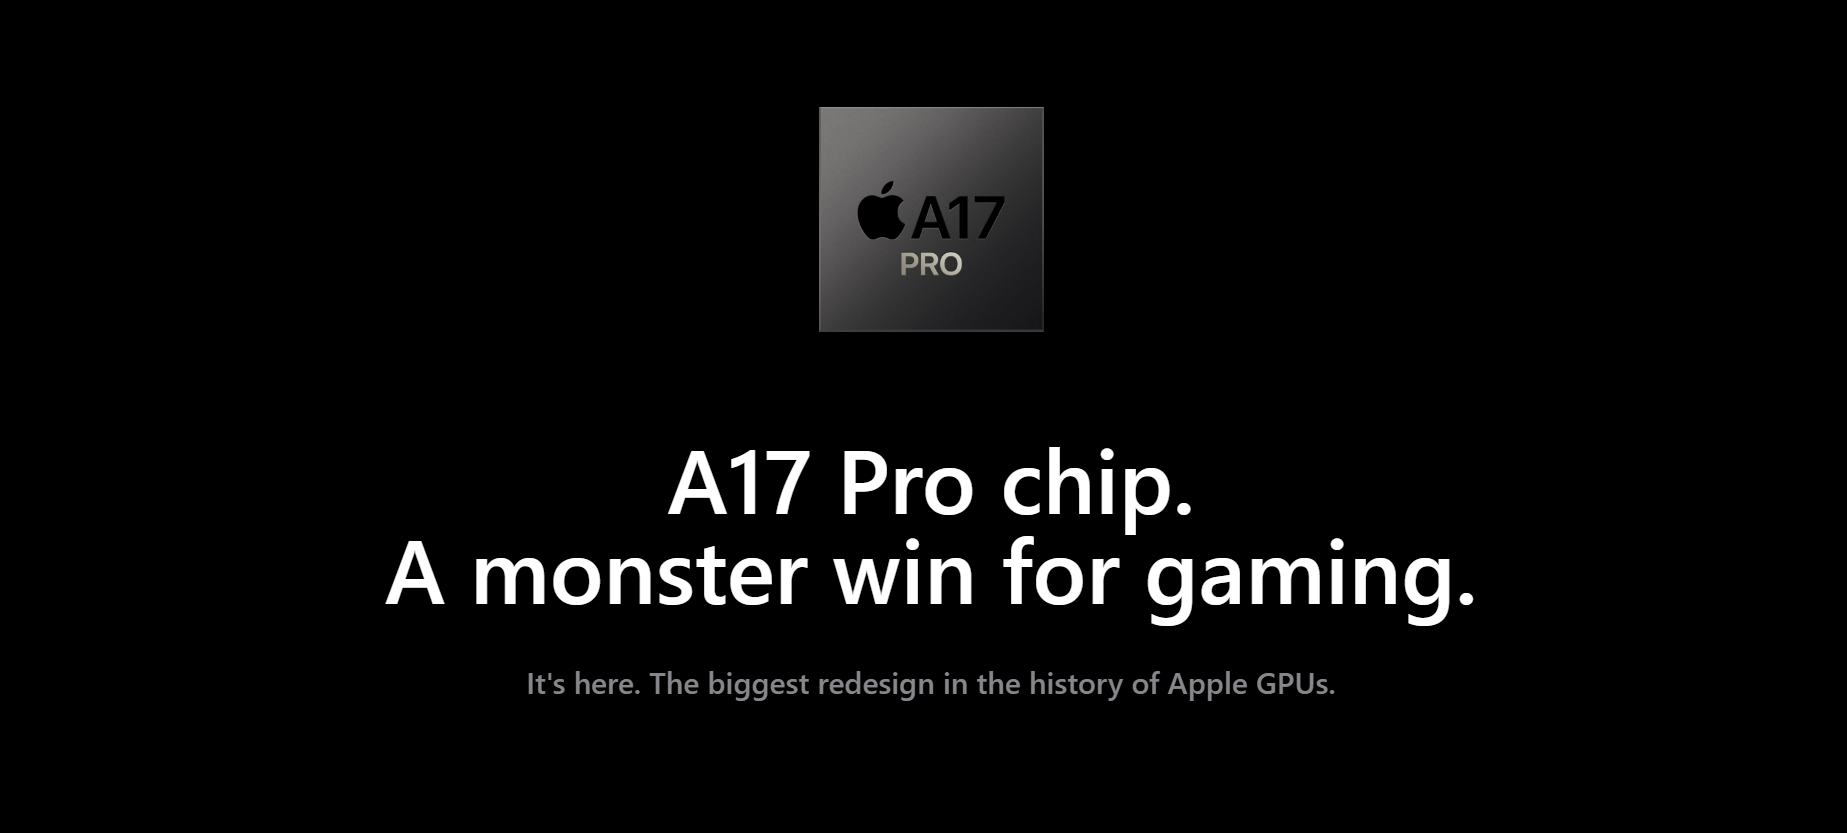 A17
PRO
A17 Pro chip.
A monster win for gaming.
It's here. The biggest redesign in the history of Apple GPUs.